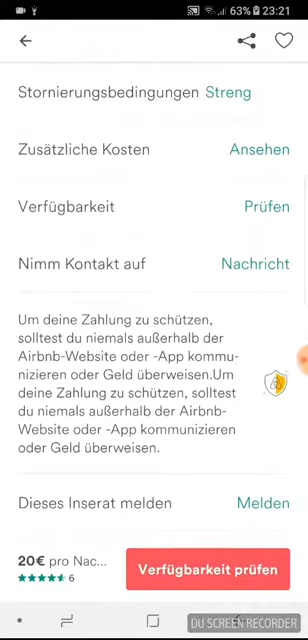 63% 23:21
Stornierungsbedingungen Streng
Zusätzliche Kosten Ansehen
Verfügbarkeit Prüfen
Nimm Kontakt auf Nachricht
Um deine Zahlung zu schützen,
solltest du niemals außerhalb der
Airbnb-Website oder -App kommu-
nizieren oder Geld überweisen.Um
deine Zahlung zu schützen, solltest
du niemals außerhalb der Airbnb-
Website oder -App kommunizieren
oder Geld überweisen.
Dieses Inserat melden Melden
20€ pro Nac...
6
Verfügbarkeit prüfen
DU SCREEN RECORDER